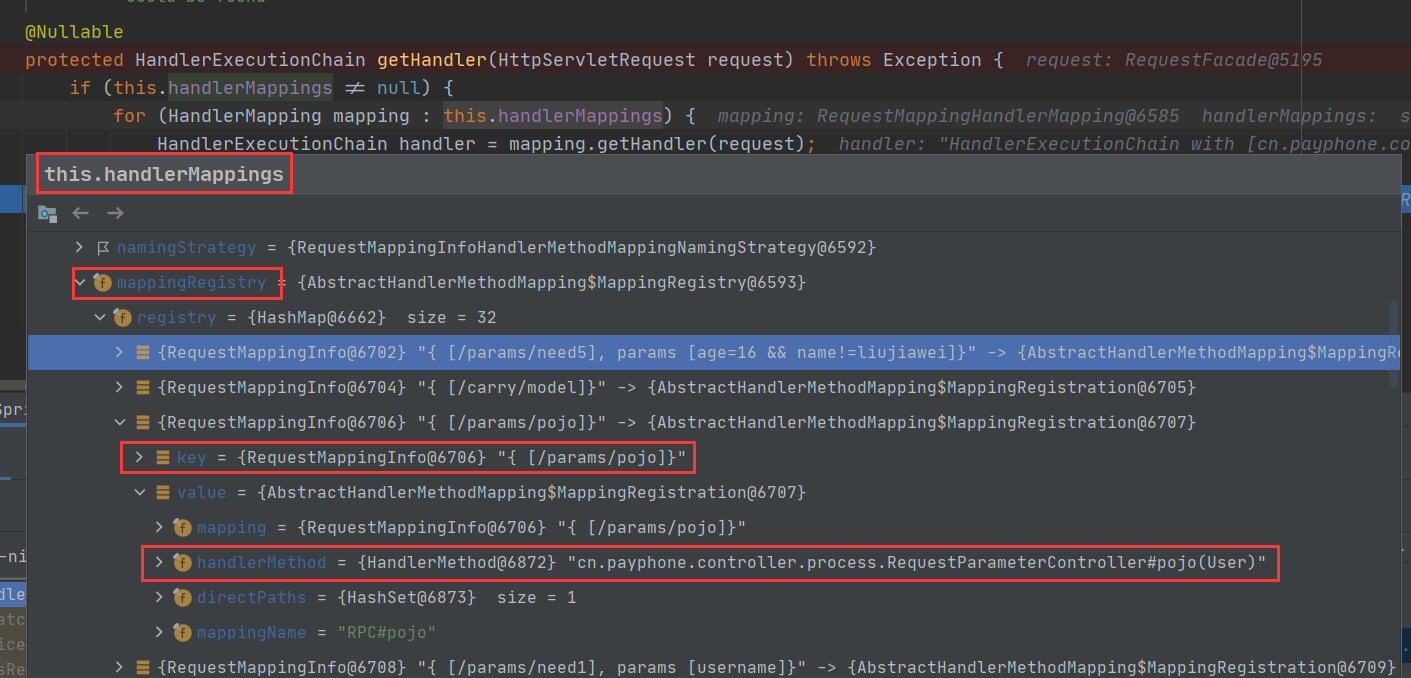 @Nullable
protected HandlerExecutionChain getHandler(HttpServletRequest request) throws Exception { request: RequestFacade@5195
if (this.handlerMappings ≠ null) {
for (HandlerMapping mapping : this.handlerMappings) { mapping: RequestMappingHandlerMapping@6585 handlerMappings: s
HandlerExecutionChain handler = mapping.getHandler(request); handler: "HandlerExecutionChain with [cn.payphone.co
this.handlerMappings
namingStrategy = {RequestMappingInfoHandlerMethodMappingNamingStrategy@6592}
mappingRegistry = {AbstractHandlerMethodMapping$MappingRegistry@6593}
registry = {HashMap@6662} size = 32
{RequestMappingInfo@6702} "{ [/params/need5], params [age=16 && name!=liujiawei]}" -> {AbstractHandlerMethodMapping$MappingRe
{RequestMappingInfo@6704} "{ [/carry/model]}" -> {AbstractHandlerMethodMapping$MappingRegistration@6705}
{RequestMappingInfo@6706} "{ [/params/pojo]}" -> {AbstractHandlerMethodMapping$MappingRegistration@6707}
key = {RequestMappingInfo@6706} "{ [/params/pojo]}"
value = {AbstractHandlerMethodMapping$MappingRegistration@6707}
mapping = {RequestMappingInfo@6706} "{ [/params/pojo]}"
handlerMethod = {HandlerMethod@6872} "cn.payphone.controller.process.RequestParameterController#pojo(User)"
directPaths = {HashSet@6873} size = 1
mappingName = "RPC#pojo"
{RequestMappingInfo@6708} "{ [/params/need1], params [username]}" -> {AbstractHandlerMethodMapping$MappingRegistration@6709}